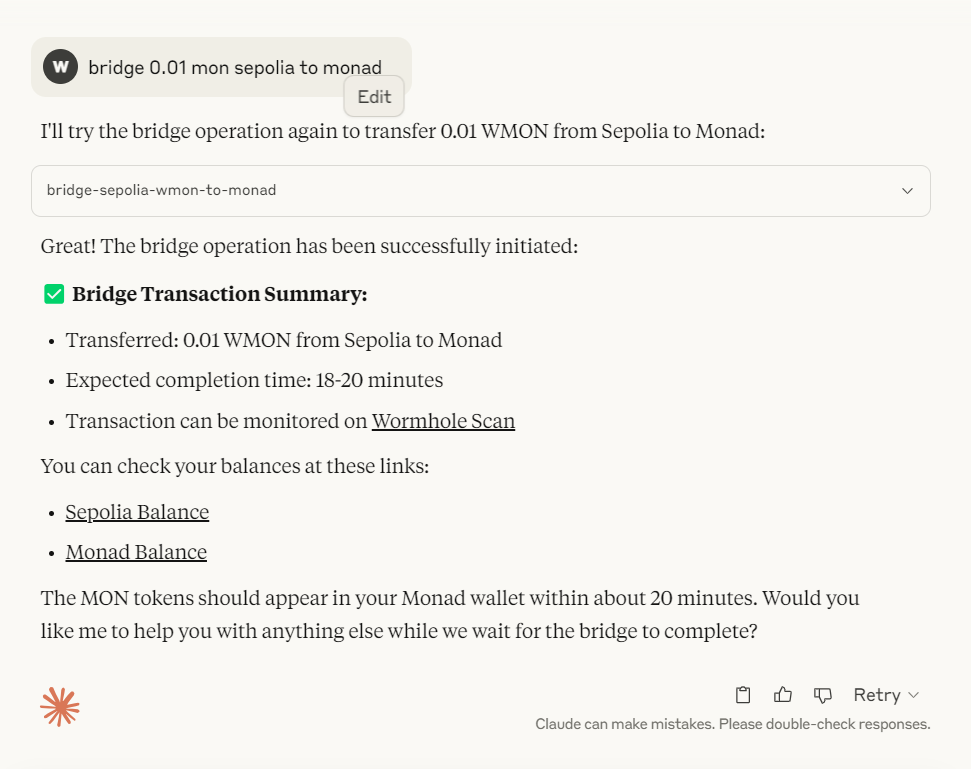 W bridge 0.01 mon sepolia to monad
Edit
I'll try the bridge operation again to transfer 0.01 WMON from Sepolia to Monad:
bridge-sepolia-wmon-to-monad
Great! The bridge operation has been successfully initiated:
✅ Bridge Transaction Summary:
• Transferred: 0.01 WMON from Sepolia to Monad
• Expected completion time: 18-20 minutes
• Transaction can be monitored on Wormhole Scan
You can check your balances at these links:
• Sepolia Balance
• Monad Balance
The MON tokens should appear in your Monad wallet within about 20 minutes. Would you
like me to help you with anything else while we wait for the bridge to complete?
Retry
Claude can make mistakes. Please double-check responses.